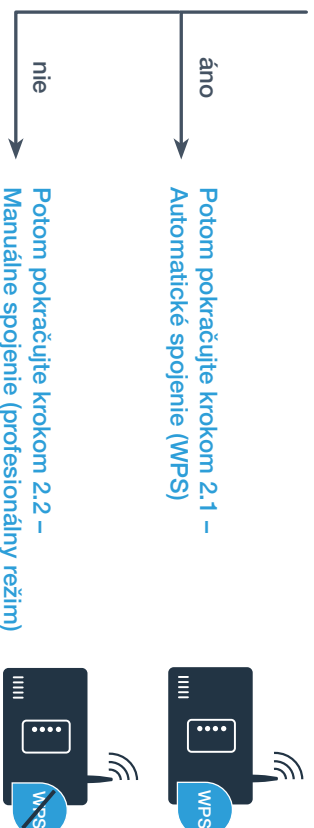 áno
Potom pokračujte krokom 2.1 –
Automatické spojenie (WPS)
WPS
nie
Potom pokračujte krokom 2.2 –
Manuálne spojenie (profesionálny režim)
WPS